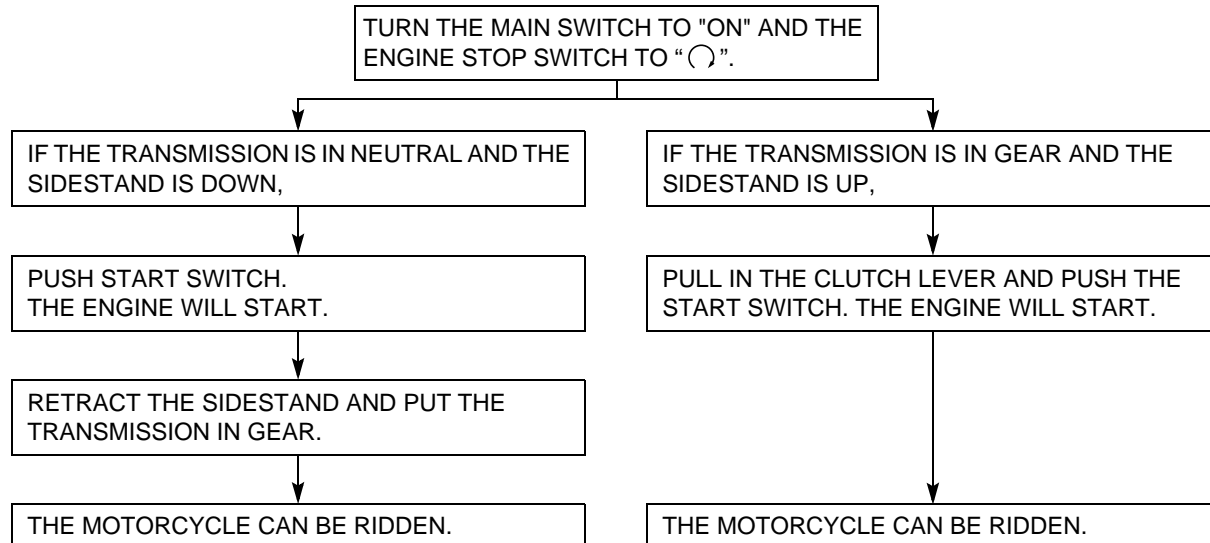 TURN THE MAIN SWITCH TO "ON" AND THE
ENGINE STOP SWITCH TO “ ”.
IF THE TRANSMISSION IS IN NEUTRAL AND THE
SIDESTAND IS DOWN,
PUSH START SWITCH.
THE ENGINE WILL START.
RETRACT THE SIDESTAND AND PUT THE
TRANSMISSION IN GEAR.
THE MOTORCYCLE CAN BE RIDDEN.
IF THE TRANSMISSION IS IN GEAR AND THE
SIDESTAND IS UP,
PULL IN THE CLUTCH LEVER AND PUSH THE
START SWITCH. THE ENGINE WILL START.
THE MOTORCYCLE CAN BE RIDDEN.